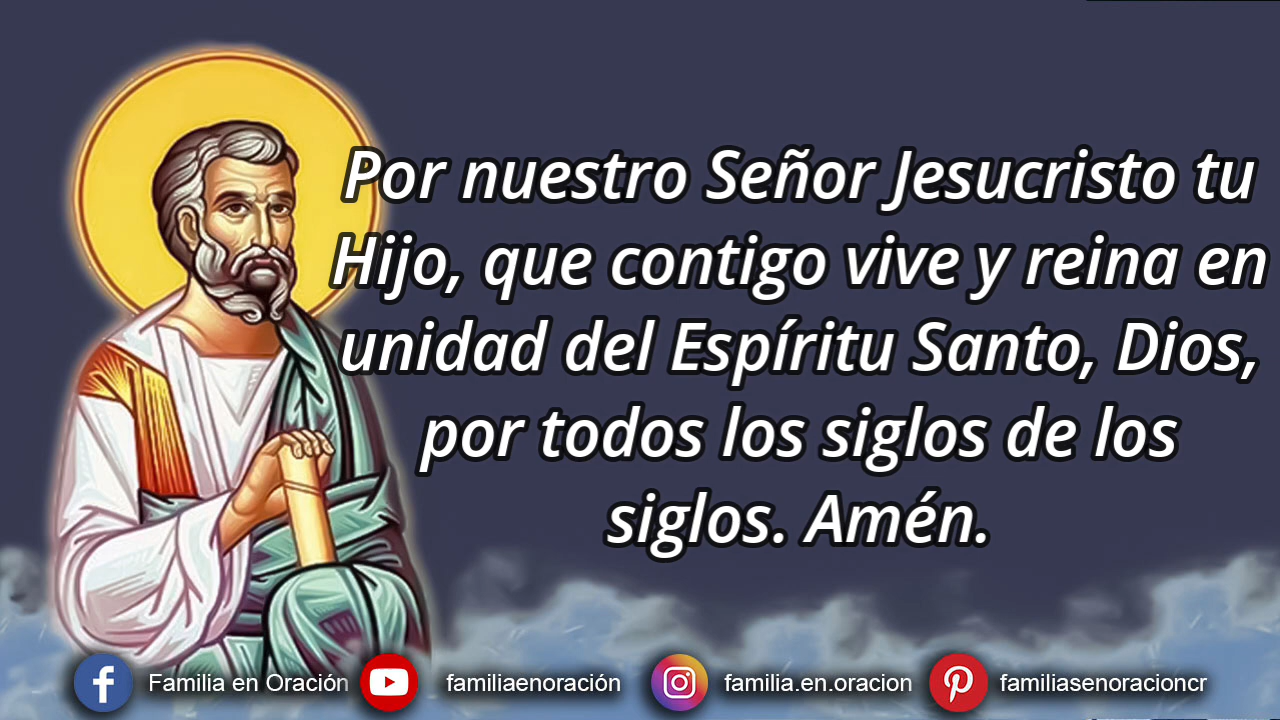 Por nuestro Señor Jesucristo tu
Hijo, que contigo vive y reina en
unidad del Espíritu Santo, Dios,
por todos los siglos de los
siglos. Amén.
Familia en Oración familiaenoración familia.en.oracion familiasenoracioncr